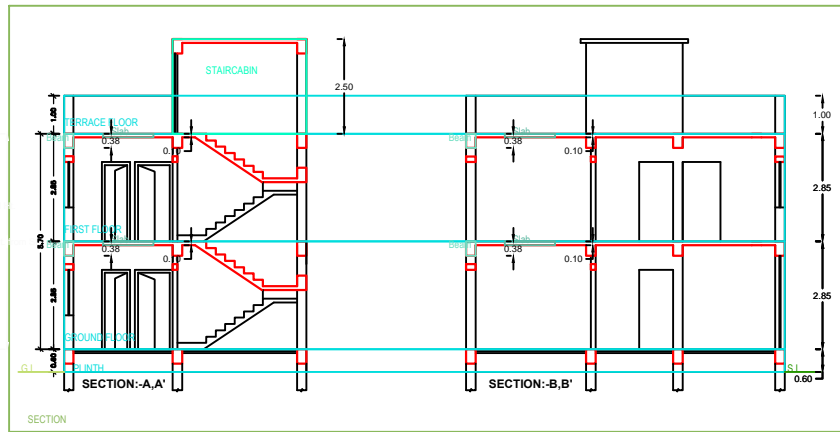 STAIRCABIN
2.50
1.00
1.00
TERRACE FLOOR
Slab
Slab
Beam
0.38
0.10
Beam
0.38
0.10
2.85
2.85
5.70
FIRST FLOOR
Slab
Slab
Beam
0.38
0.10
Beam
0.38
0.10
2.85
2.85
GROUND FLOOR
0.60
G.L
PLINTH
S.L
0.60
SECTION:-A,A'
SECTION:-B,B'
SECTION